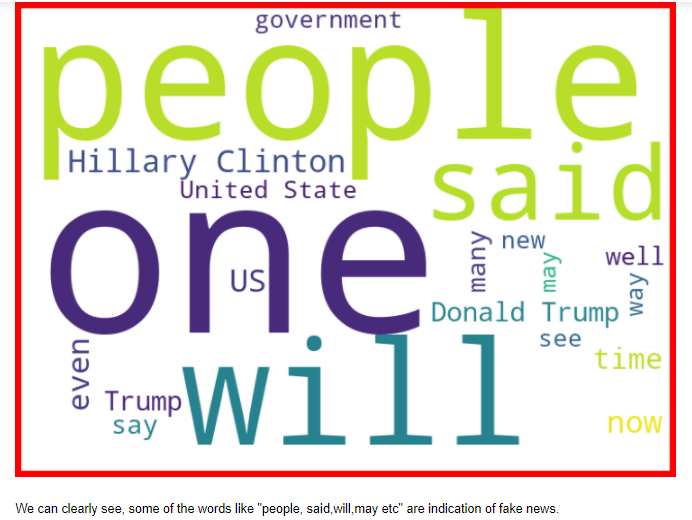 government
people
Hillary Clinton
said
United State
one
US
many
new
may
well
way
Donald Trump
see
even
will
time
Trump
say
now
We can clearly see, some of the words like "people, said,will,may etc" are indication of fake news.